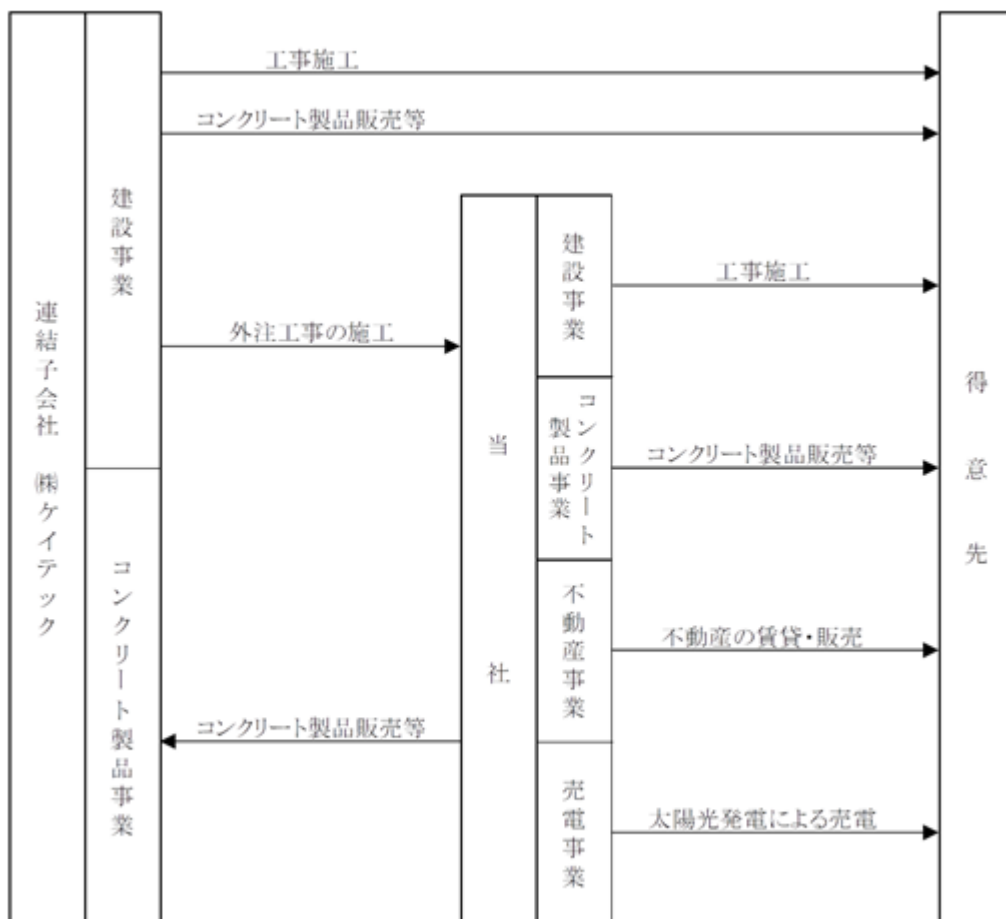 工事施工
コンクリート製品販売等
建設事業
連結子会社 ㈱ケイテック
外注工事の施工
コンクリート製品事業
コンクリート製品販売等
当社
建設事業
工事施工
コンクリート
製品事業
コンクリート製品販売等
不動産事業
不動産の賃貸・販売
売電事業
太陽光発電による売電
得意先